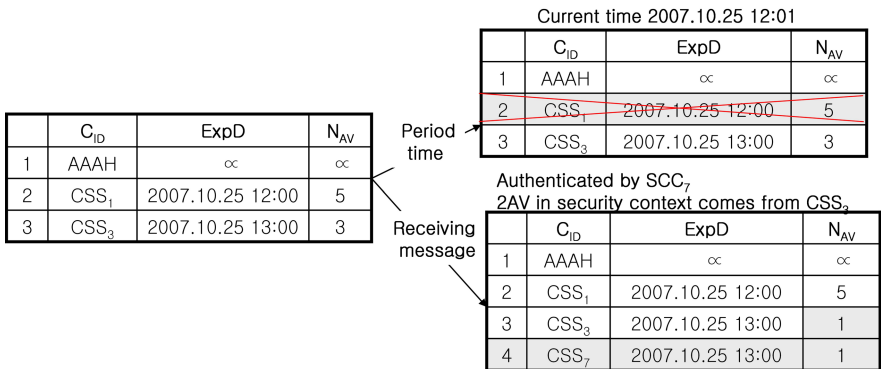 Current time 2007.10.25 12:01
C_ID ExpD N_AV
1 AAAH ∝ ∝
2 CSS_1 2007.10.25 12:00 5
3 CSS_3 2007.10.25 13:00 3
C_ID ExpD N_AV
1 AAAH ∝ ∝
2 CSS_1 2007.10.25 12:00 5
3 CSS_3 2007.10.25 13:00 3
Period
time
Receiving
message
Authenticated by SCC_7
2AV in security context comes from CSS_3
C_ID ExpD N_AV
1 AAAH ∝ ∝
2 CSS_1 2007.10.25 12:00 5
3 CSS_3 2007.10.25 13:00 1
4 CSS_7 2007.10.25 13:00 1